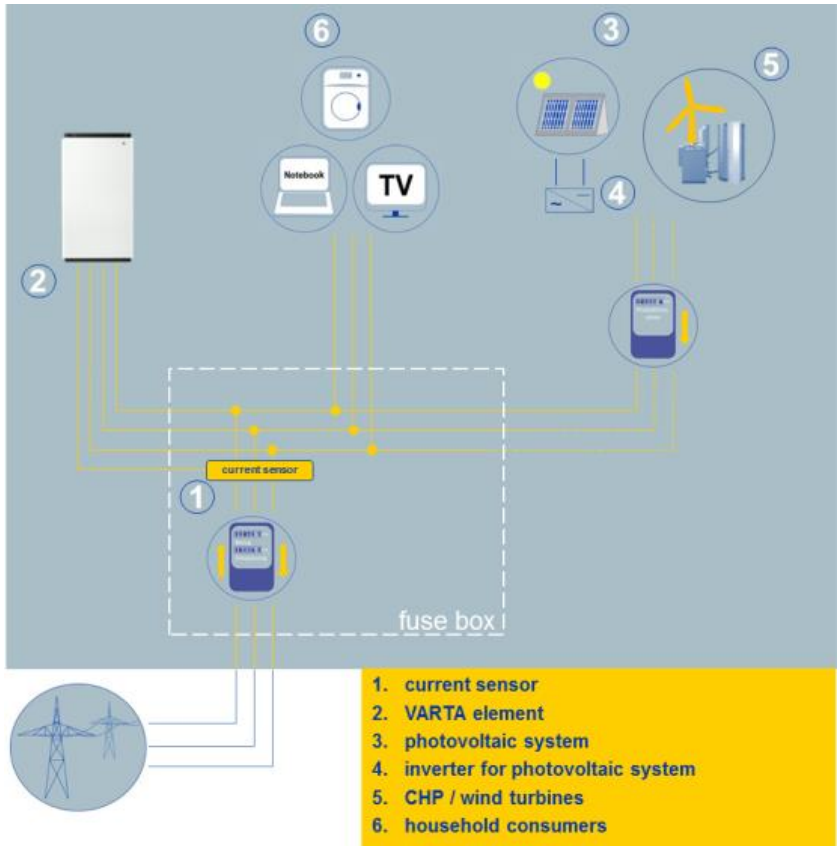 6
3
5
Notebook
TV
4
2
current sensor
1
fuse box
1. current sensor
2. VARTA element
3. photovoltaic system
4. inverter for photovoltaic system
5. CHP / wind turbines
6. household consumers